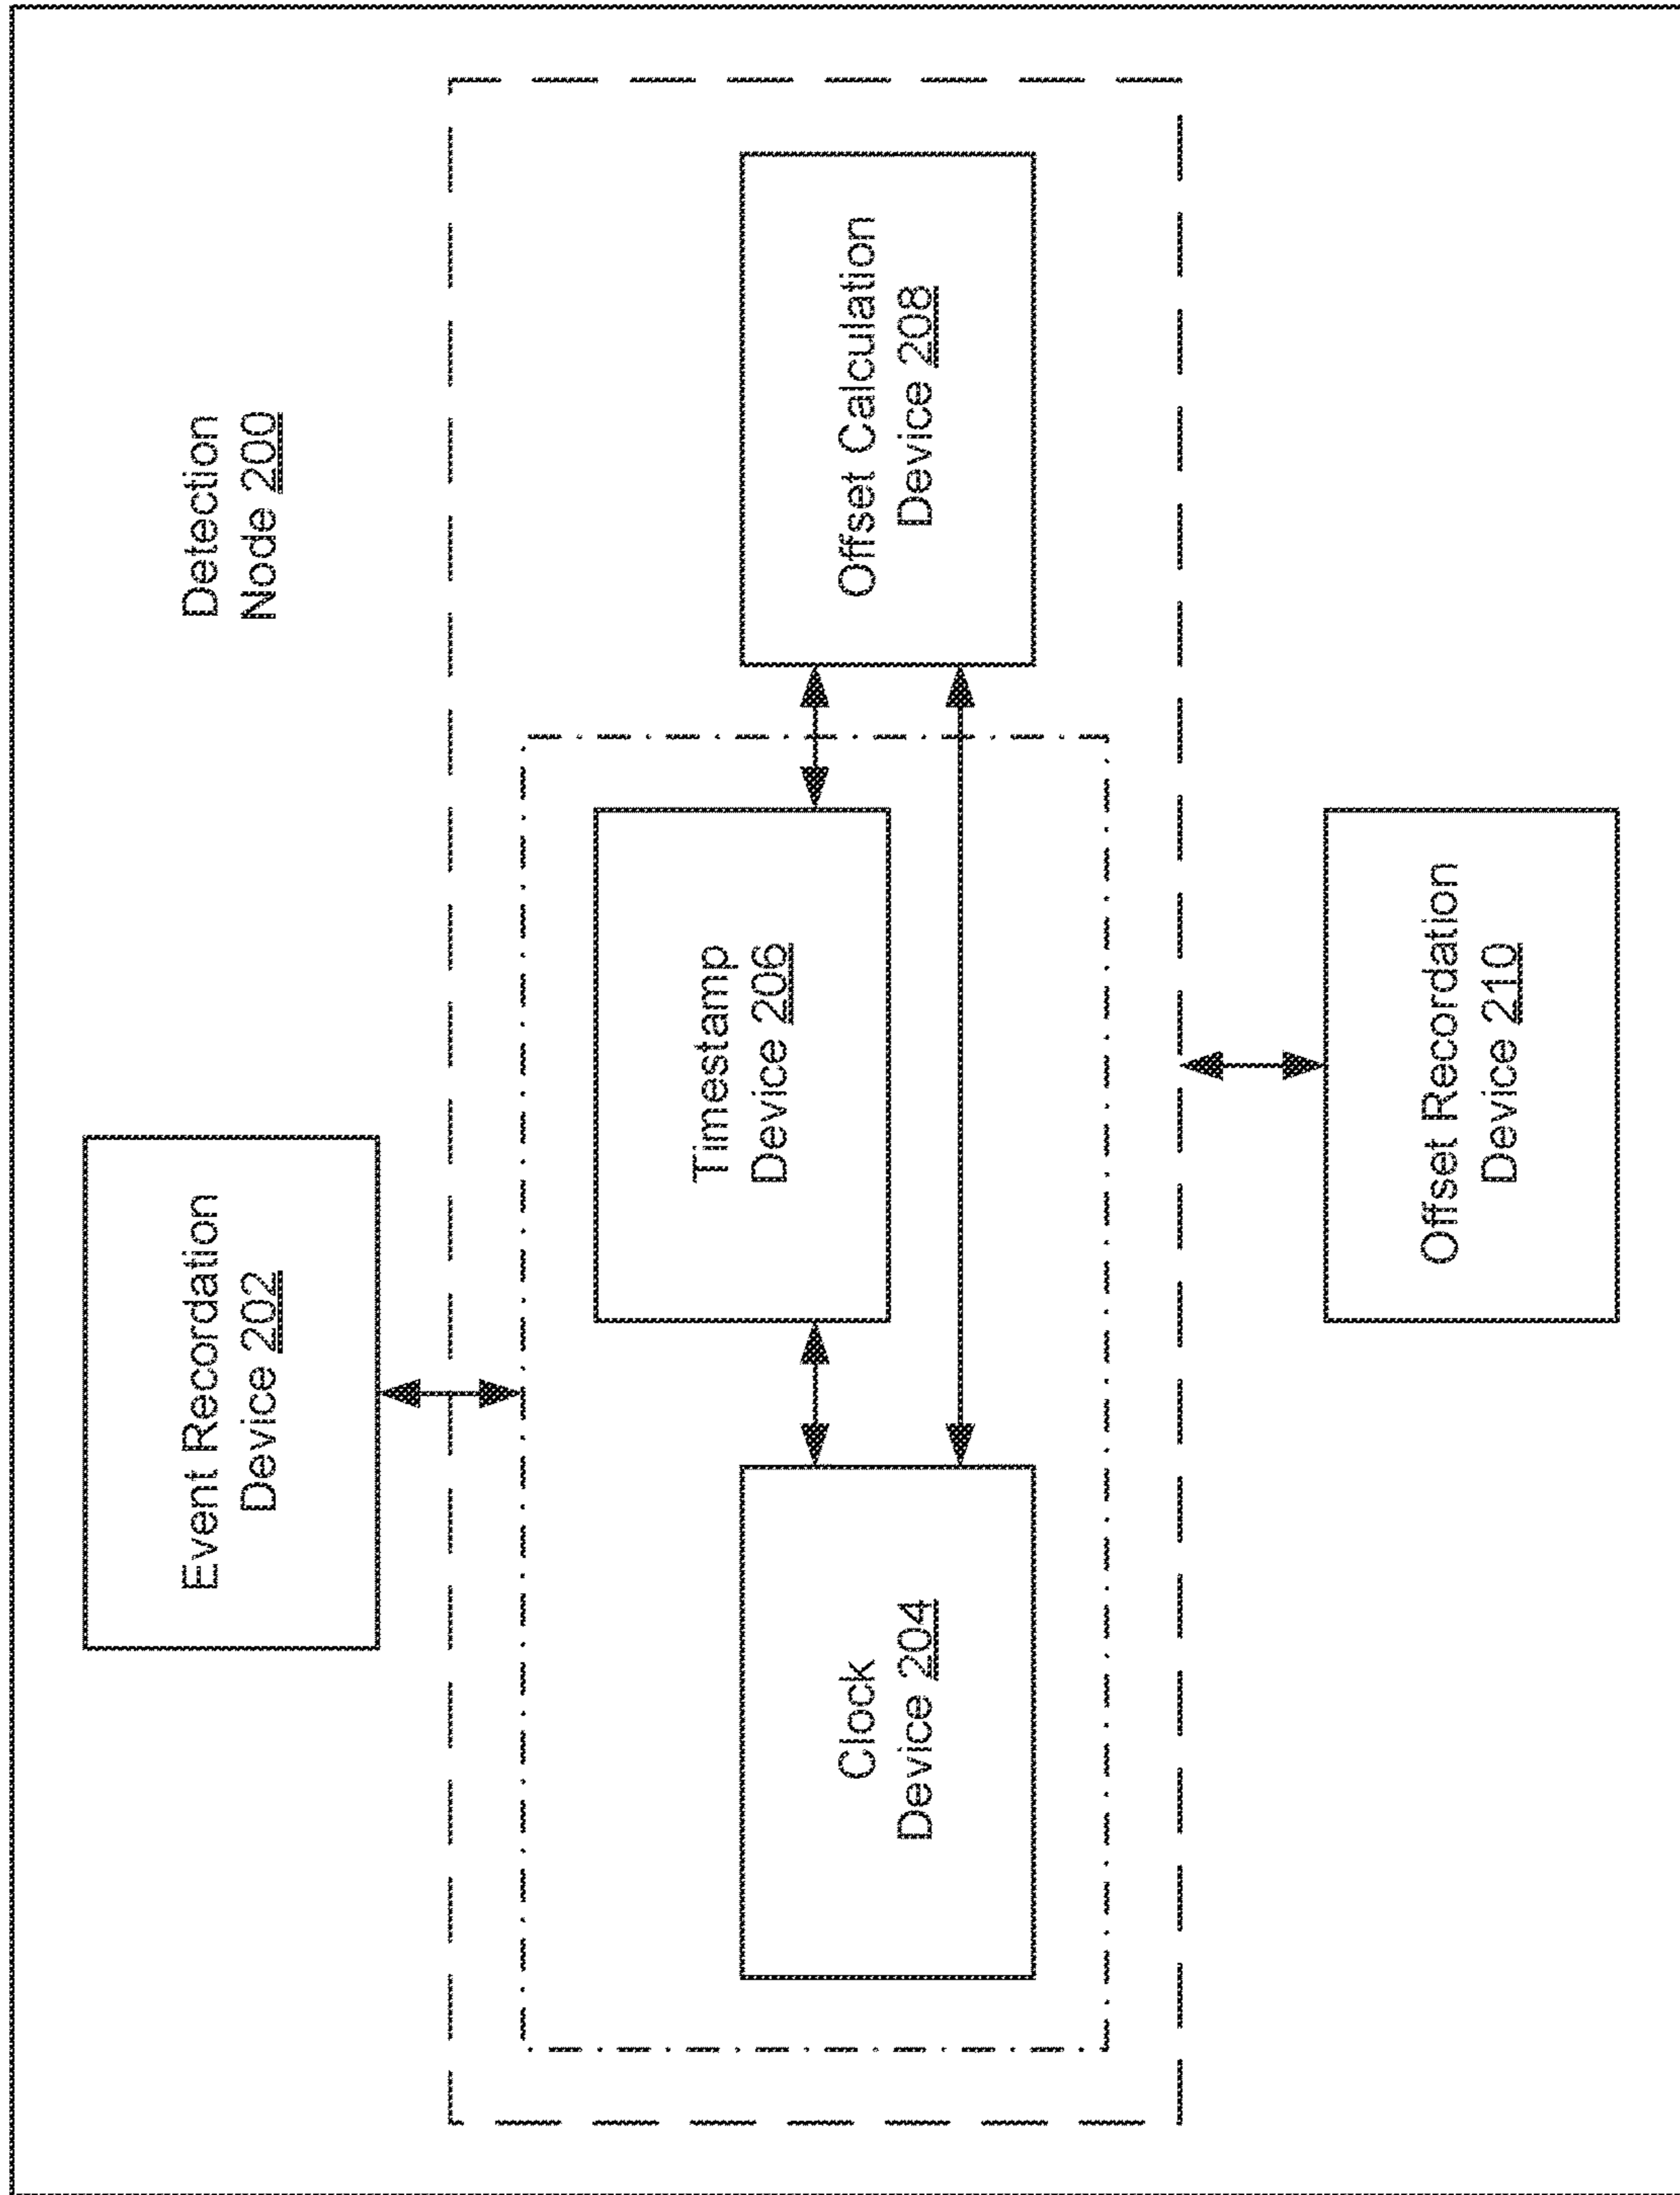 Event Recordation
Device 202
Detection
Node 200
Timestamp
Device 206
Clock
Device 204
Offset Calculation
Device 208
Offset Recordation
Device 210